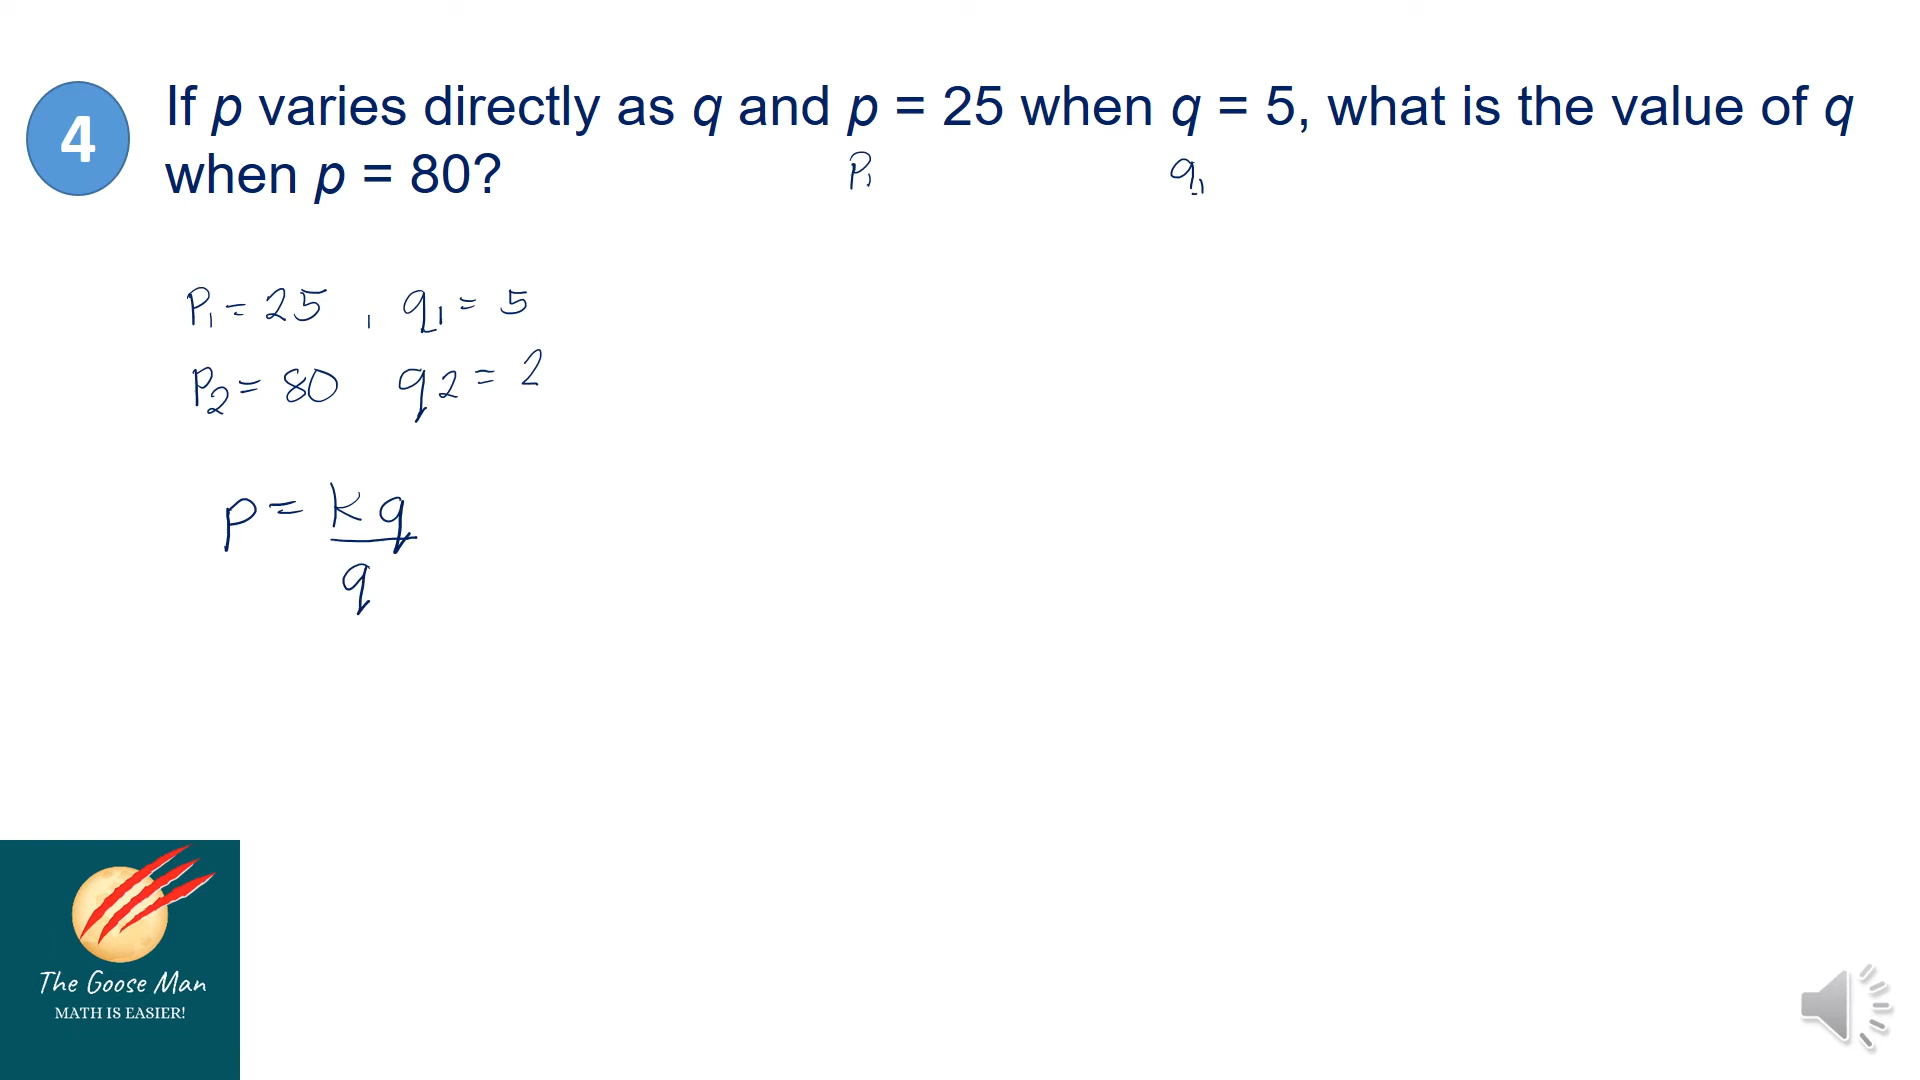 4
If p varies directly as q and p = 25 when q = 5, what is the value of q
when p = 80?
P₁ q₁
P₁ = 25 , q₁ = 5
P₂ = 80 q2 = 2
p = kq
q
The Goose Man
MATH IS EASIER!